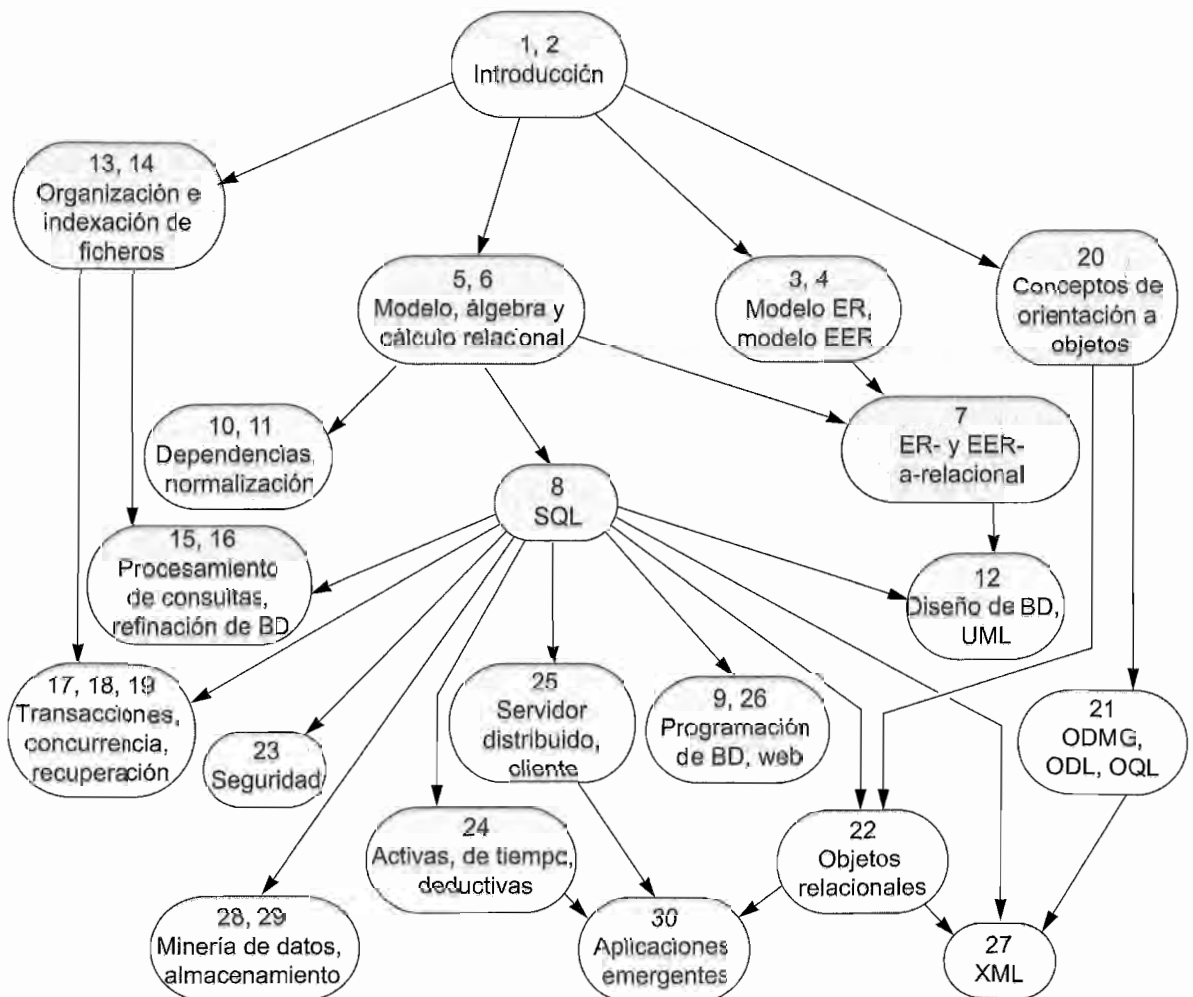 1, 2
Introducción
13, 14
Organización e
indexación de
ficheros
5, 6
Modelo, álgebra y
cálculo relacional
3, 4
Modelo ER,
modelo EER
20
Conceptos de
orientación a
objetos
10, 11
Dependencias,
normalización
8
SQL
7
ER- y EER-
a-relacional
15, 16
Procesamiento
de consultas,
refinación de BD
12
Diseño de BD,
UML
17, 18, 19
Transacciones,
concurrencia,
recuperación
23
Seguridad
25
Servidor
distribuido,
cliente
9, 26
Programación
de BD, web
21
ODMG,
ODL, OQL
24
Activas, de tiempo,
deductivas
22
Objetos
relacionales
28, 29
Minería de datos,
almacenamiento
30
Aplicaciones
emergentes
27
XML